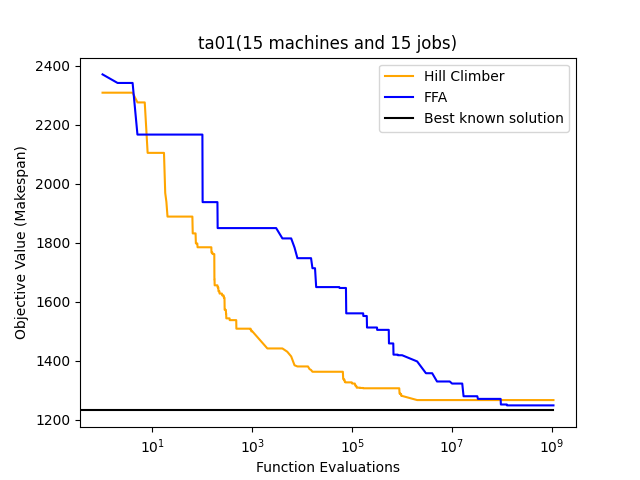 ta01(15 machines and 15 jobs)
Hill Climber
FFA
Best known solution
Objective Value (Makespan)
2400
2200
2000
1800
1600
1400
1200
10^1 10^3 10^5 10^7 10^9
Function Evaluations